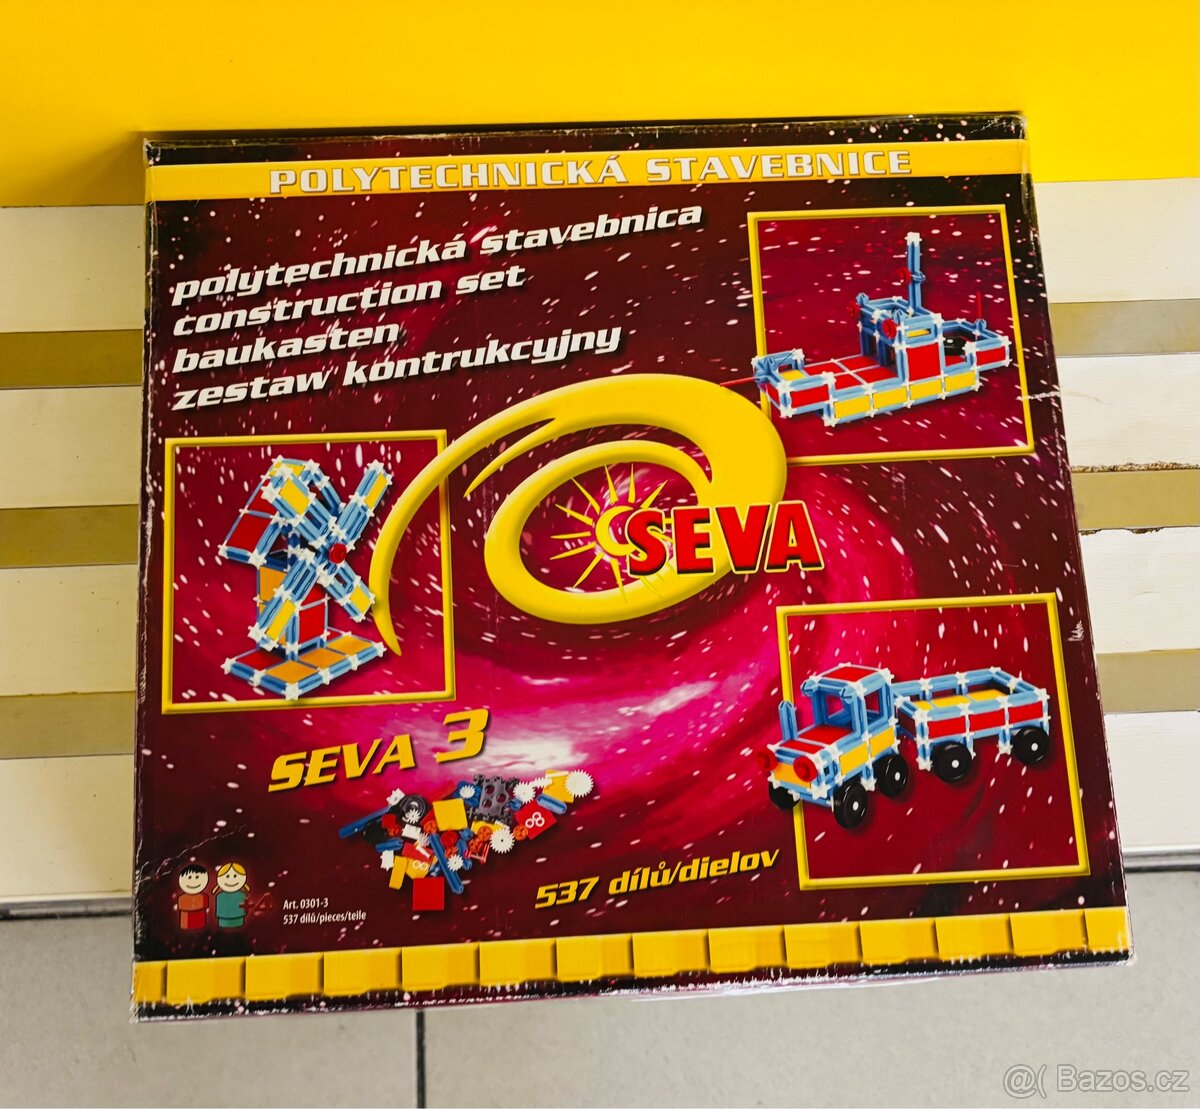 POLYTECHNICKÁ STAVEBNICE
polytechnická stavebnica
construction set
baukasten
zestaw kontrukcyjny
SEVA
SEVA 3
537 dílů/dielov
Art. 0301-3
537 dílů/pieces/teile
@( Bazos.cz